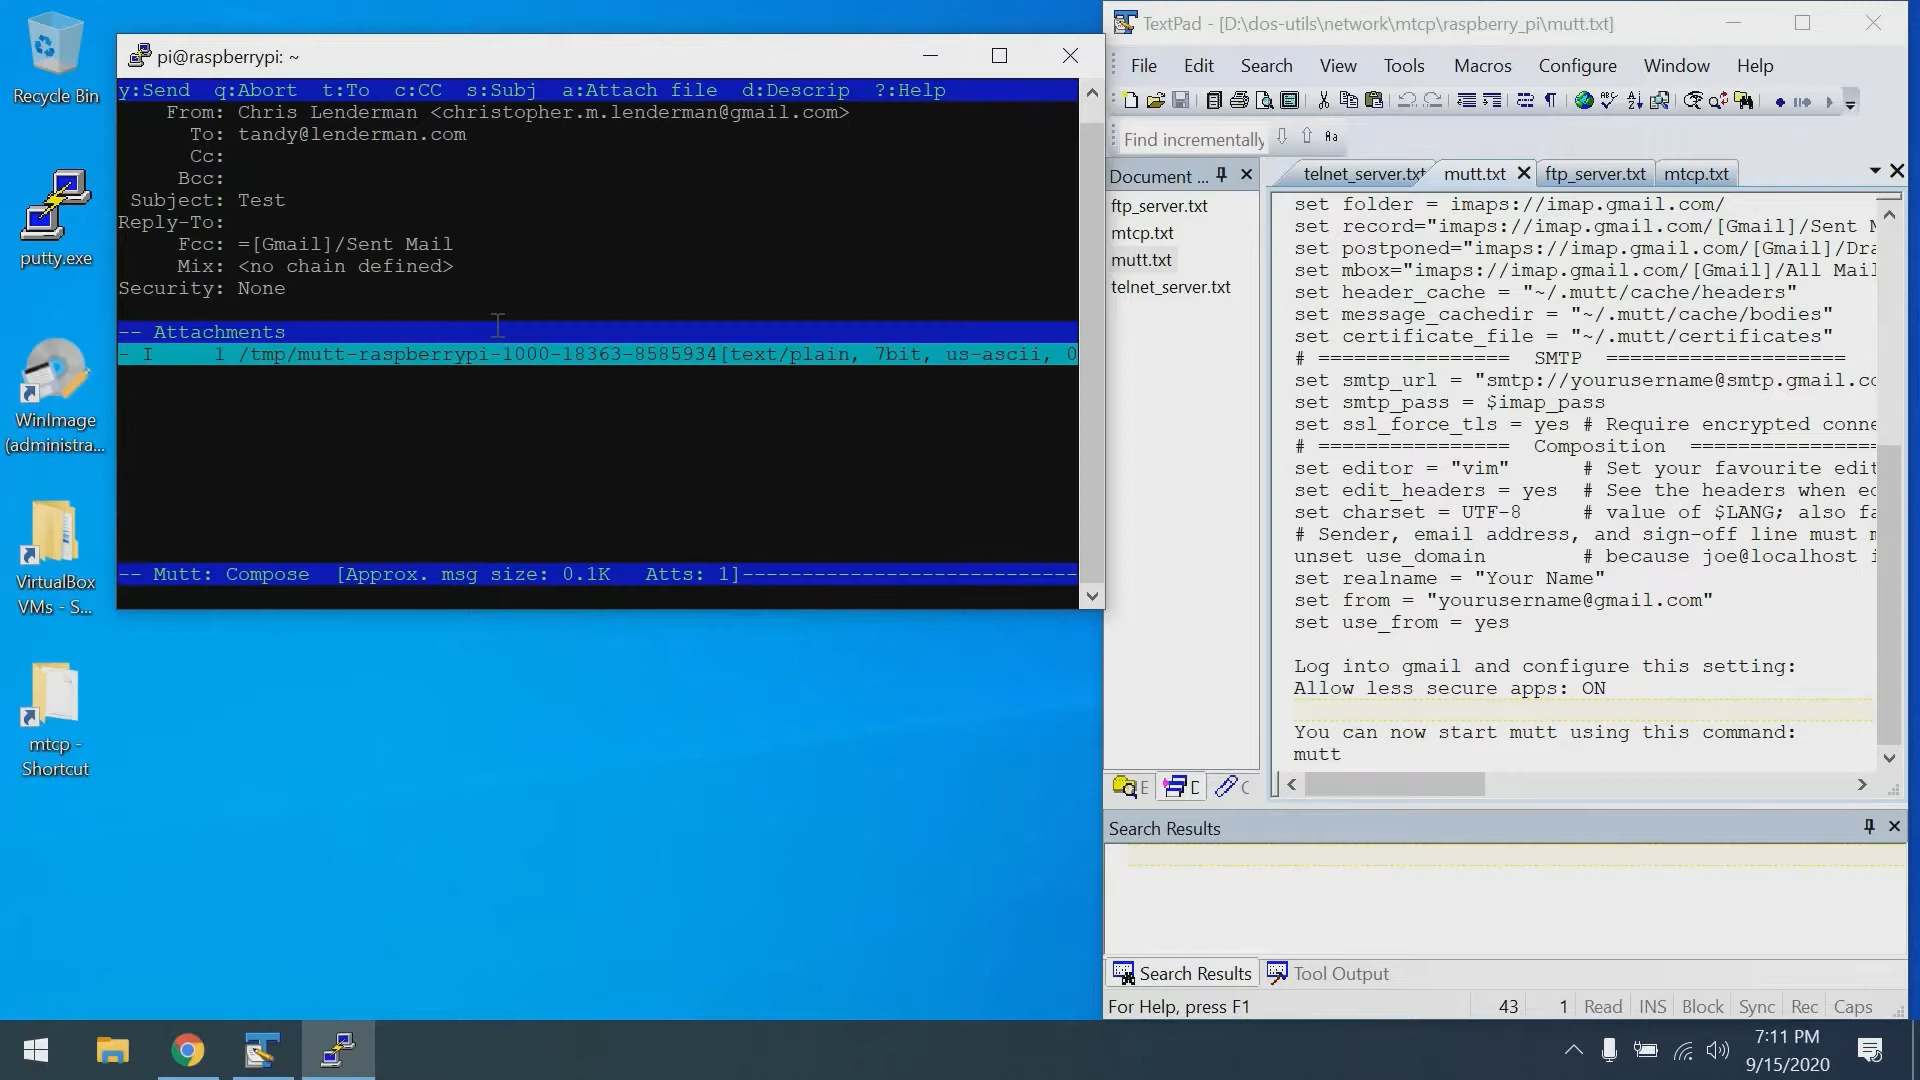 Recycle Bin
putty.exe
WinImage
(administra...
VirtualBox
VMs - S...
mtcp -
Shortcut
pi@raspberrypi: ~
y:Send  q:Abort  t:To  c:CC  s:Subj  a:Attach file  d:Descrip  ?:Help
From: Chris Lenderman <christopher.m.lenderman@gmail.com>
To: tandy@lenderman.com
Cc:
Bcc:
Subject: Test
Reply-To:
Fcc: =[Gmail]/Sent Mail
Mix: <no chain defined>
Security: None
-- Attachments
- I     1 /tmp/mutt-raspberrypi-1000-18363-8585934[text/plain, 7bit, us-ascii, 0
-- Mutt: Compose  [Approx. msg size: 0.1K   Atts: 1]----------------------------
TextPad - [D:\dos-utils\network\mtcp\raspberry_pi\mutt.txt]
File Edit Search View Tools Macros Configure Window Help
Find incrementally
Document ...
ftp_server.txt
mtcp.txt
mutt.txt
telnet_server.txt
telnet_server.txt mutt.txt ftp_server.txt mtcp.txt
set folder = imaps://imap.gmail.com/
set record="imaps://imap.gmail.com/[Gmail]/Sent M
set postponed="imaps://imap.gmail.com/[Gmail]/Dra
set mbox="imaps://imap.gmail.com/[Gmail]/All Mail
set header_cache = "~/.mutt/cache/headers"
set message_cachedir = "~/.mutt/cache/bodies"
set certificate_file = "~/.mutt/certificates"
# ================  SMTP  ====================
set smtp_url = "smtp://yourusername@smtp.gmail.co
set smtp_pass = $imap_pass
set ssl_force_tls = yes # Require encrypted conne
# ================  Composition  ================
set editor = "vim"      # Set your favourite edit
set edit_headers = yes  # See the headers when ed
set charset = UTF-8     # value of $LANG; also fa
# Sender, email address, and sign-off line must m
unset use_domain        # because joe@localhost i
set realname = "Your Name"
set from = "yourusername@gmail.com"
set use_from = yes
Log into gmail and configure this setting:
Allow less secure apps: ON
You can now start mutt using this command:
mutt
E D C
Search Results
Search Results Tool Output
For Help, press F1 43 1 Read INS Block Sync Rec Caps
7:11 PM
9/15/2020